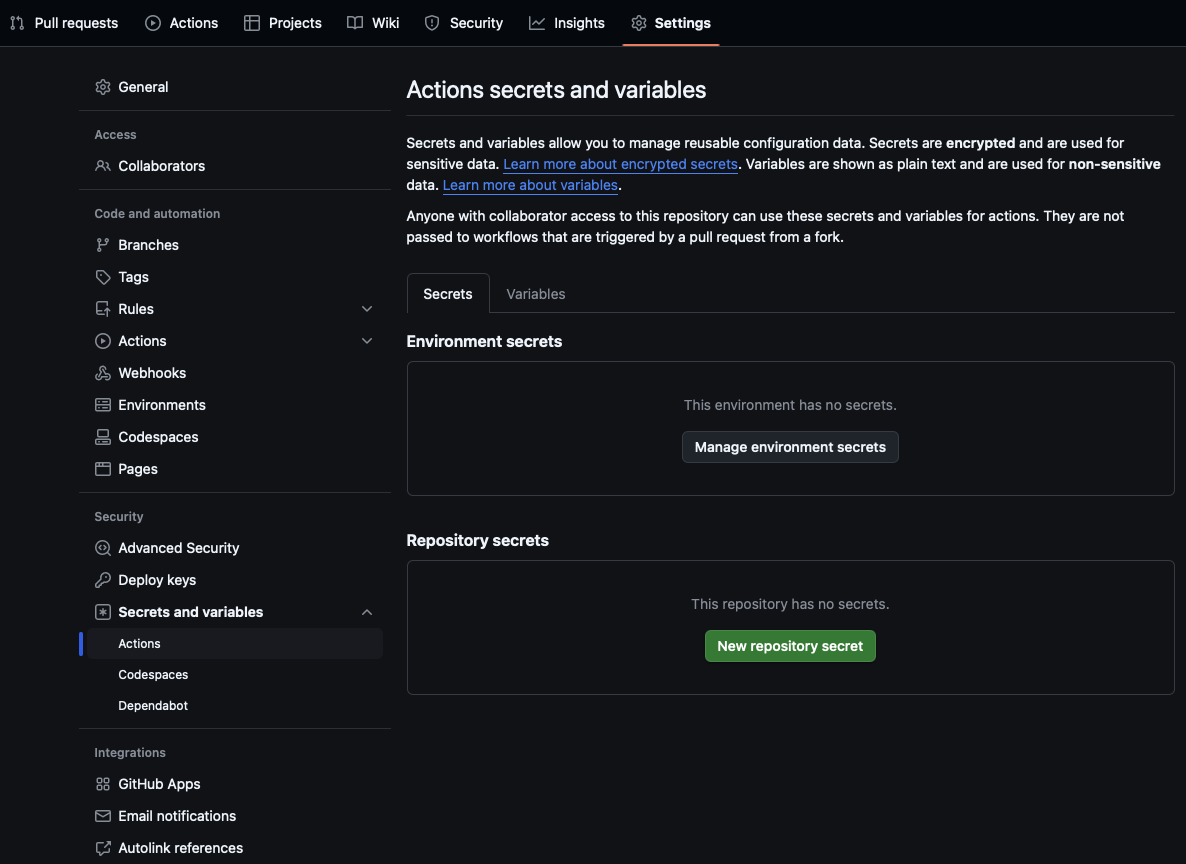 Pull requests
Actions
Projects
Wiki
Security
Insights
Settings
General
Access
Collaborators
Code and automation
Branches
Tags
Rules
Actions
Webhooks
Environments
Codespaces
Pages
Security
Advanced Security
Deploy keys
Secrets and variables
Actions
Codespaces
Dependabot
Integrations
GitHub Apps
Email notifications
Autolink references
Actions secrets and variables
Secrets and variables allow you to manage reusable configuration data. Secrets are encrypted and are used for
sensitive data. Learn more about encrypted secrets. Variables are shown as plain text and are used for non-sensitive
data. Learn more about variables.
Anyone with collaborator access to this repository can use these secrets and variables for actions. They are not
passed to workflows that are triggered by a pull request from a fork.
Secrets
Variables
Environment secrets
This environment has no secrets.
Manage environment secrets
Repository secrets
This repository has no secrets.
New repository secret